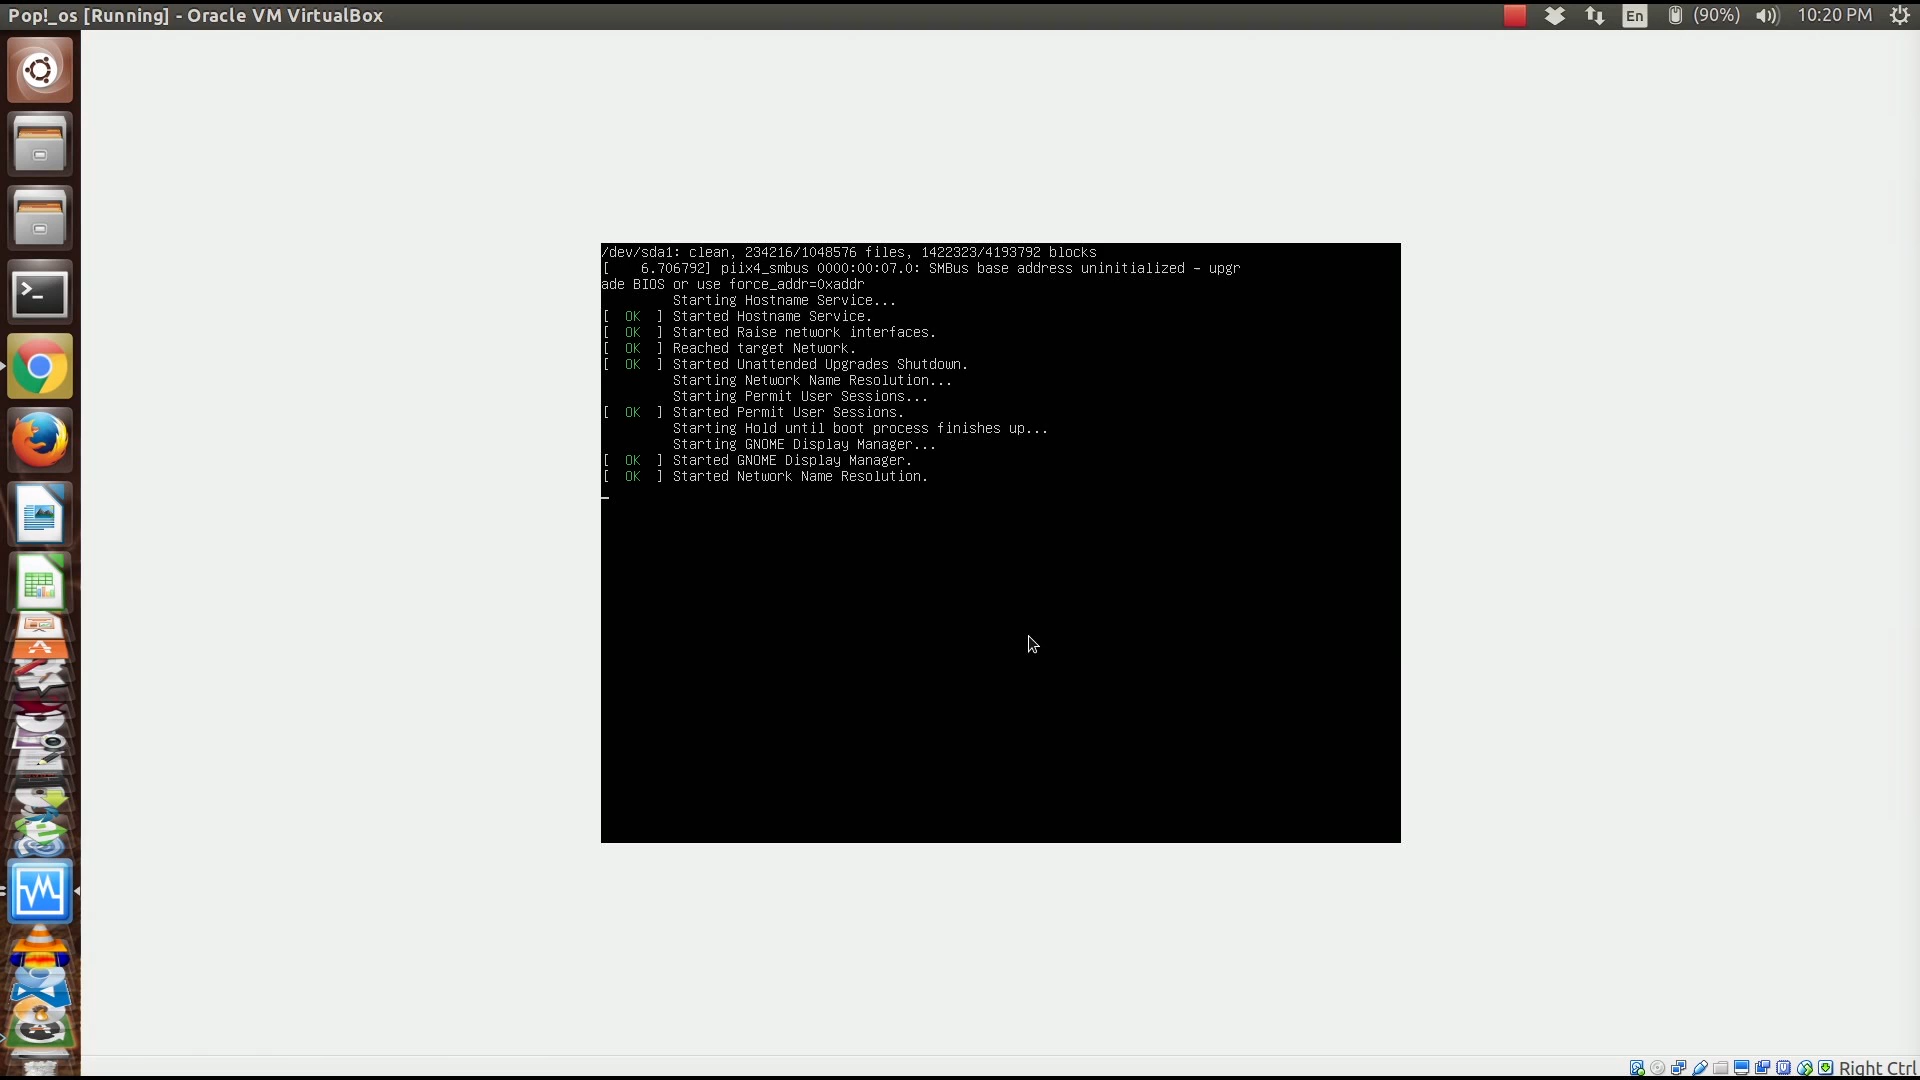 Pop!_os [Running] - Oracle VM VirtualBox
En (90%) 10:20 PM
/dev/sda1: clean, 234216/1048576 files, 1422323/4193792 blocks
[    6.706792] piix4_smbus 0000:00:07.0: SMBus base address uninitialized - upgr
ade BIOS or use force_addr=0xaddr
         Starting Hostname Service...
[  OK  ] Started Hostname Service.
[  OK  ] Started Raise network interfaces.
[  OK  ] Reached target Network.
[  OK  ] Started Unattended Upgrades Shutdown.
         Starting Network Name Resolution...
         Starting Permit User Sessions...
[  OK  ] Started Permit User Sessions.
         Starting Hold until boot process finishes up...
         Starting GNOME Display Manager...
[  OK  ] Started GNOME Display Manager.
[  OK  ] Started Network Name Resolution.
Right Ctrl